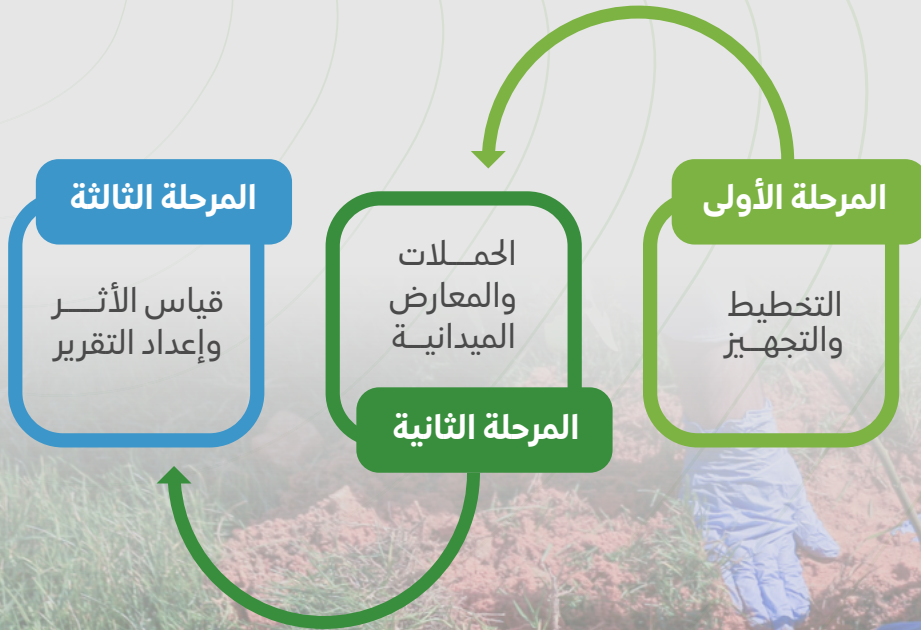 المرحلة الأولى
التخطيط
والتجهيز
الحملات
والمعارض
الميدانية
المرحلة الثانية
المرحلة الثالثة
قياس الأثر
وإعداد التقرير